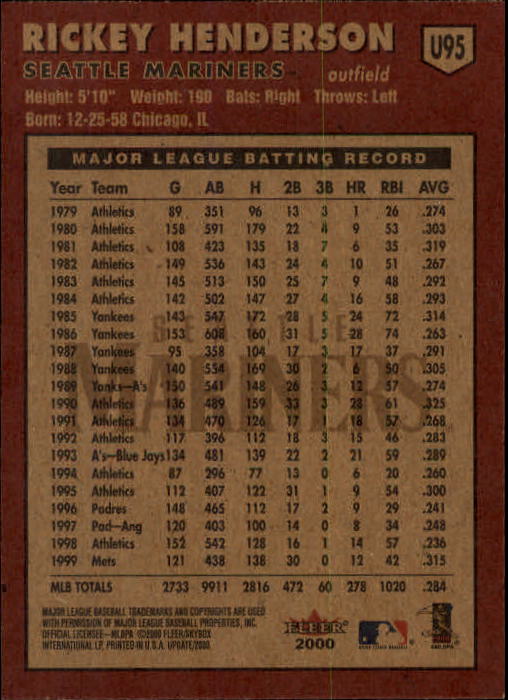 RICKEY HENDERSON
U95
SEATTLE MARINERS outfield
Height: 5'10" Weight: 190 Bats: Right Throws: Left
Born: 12-25-58 Chicago, IL
MAJOR LEAGUE BATTING RECORD
Year Team G AB H 2B 3B HR RBI AVG
1979 Athletics 89 351 96 13 3 1 26 .274
1980 Athletics 158 591 179 22 4 9 53 .303
1981 Athletics 108 423 135 18 7 6 35 .319
1982 Athletics 149 536 143 24 4 10 51 .267
1983 Athletics 145 513 150 25 7 9 48 .292
1984 Athletics 142 502 147 27 4 16 58 .293
1985 Yankees 143 547 172 28 5 24 72 .314
1986 Yankees 153 608 160 31 5 28 74 .263
1987 Yankees 95 358 104 17 3 17 37 .291
1988 Yankees 140 554 169 30 2 6 50 .305
1989 Yanks—A's 150 541 148 26 3 12 57 .274
1990 Athletics 136 489 159 33 3 28 61 .325
1991 Athletics 134 470 126 17 1 18 57 .268
1992 Athletics 117 396 112 18 3 15 46 .283
1993 A's—Blue Jays 134 481 139 22 2 21 59 .289
1994 Athletics 87 296 77 13 0 6 20 .260
1995 Athletics 112 407 122 31 1 9 54 .300
1996 Padres 148 465 112 17 2 9 29 .241
1997 Pad—Ang 120 403 100 14 0 8 34 .248
1998 Athletics 152 542 128 16 1 14 57 .236
1999 Mets 121 438 138 30 0 12 42 .315
MLB TOTALS 2733 9911 2816 472 60 278 1020 .284
SEATTLE
MARINERS
MAJOR LEAGUE BASEBALL TRADEMARKS AND COPYRIGHTS ARE USED
WITH PERMISSION OF MAJOR LEAGUE BASEBALL PROPERTIES, INC.
OFFICIAL LICENSEE—MLBPA ©2000 FLEER/SKYBOX
INTERNATIONAL LP, PRINTED IN U.S.A. UPDATE/2000
FLEER
2000